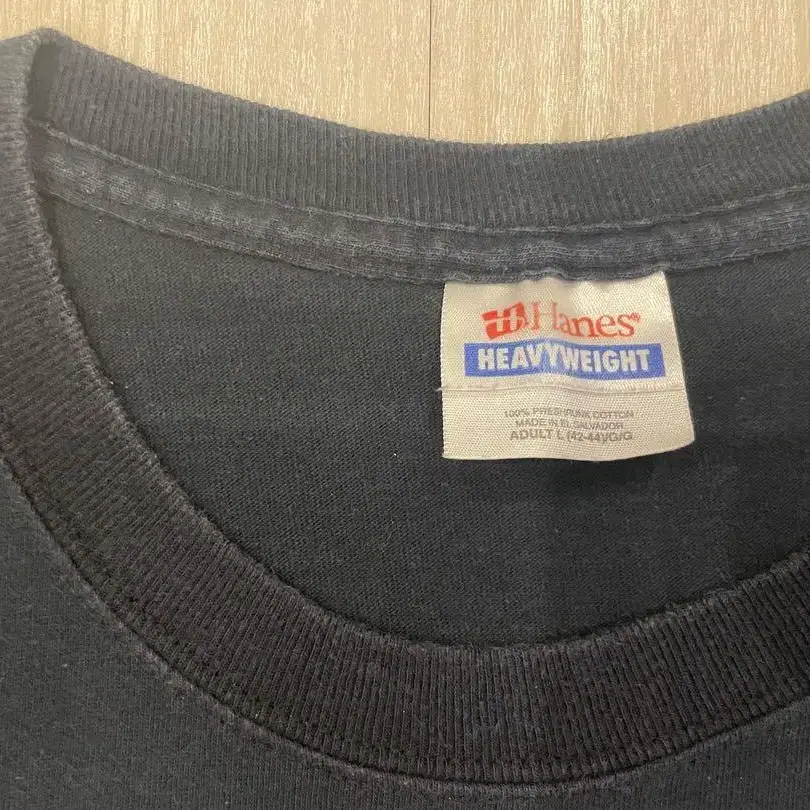 Hanes®
HEAVYWEIGHT
100% PRESHRUNK COTTON
MADE IN EL SALVADOR
ADULT L (42-44)/G/G